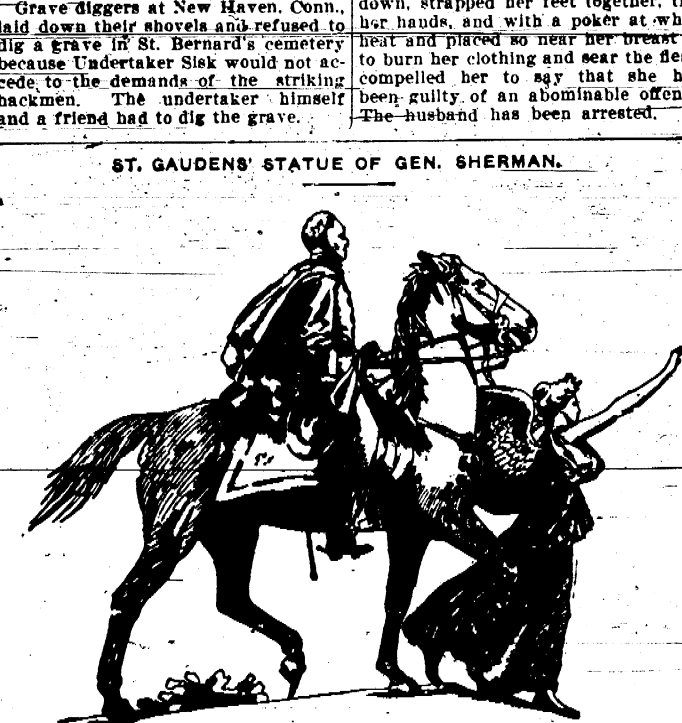 Grave diggers at New Haven, Conn.,
laid down their shovels and refused to
dig a grave in St. Bernard's cemetery
because Undertaker Sisk would not ac-
cede to the demands of the striking
hackmen. The undertaker himself
and a friend had to dig the grave.
down, strapped her feet together,
her hands, and with a poker at
heat and placed so near her breast
to burn her clothing and sear the
compelled her to say that she
been guilty of an abominable
The husband has been arrested.
ST. GAUDENS' STATUE OF GEN. SHERMAN.